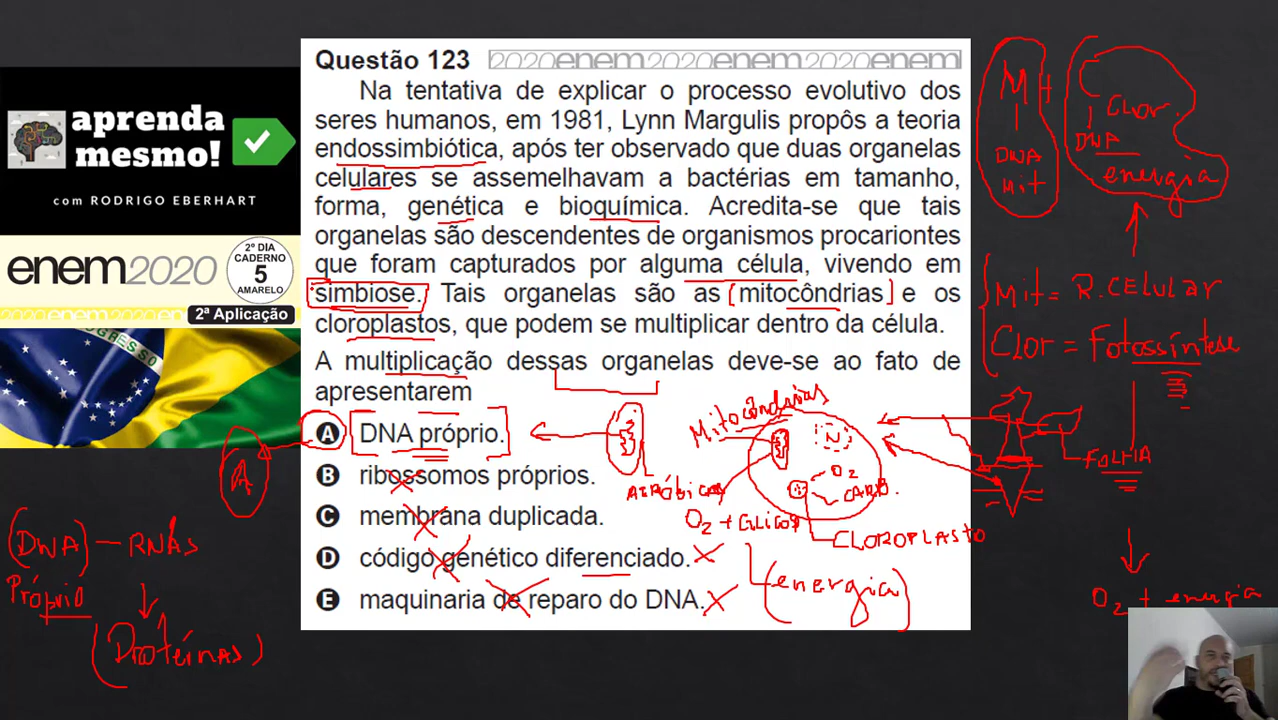 aprenda
mesmo!
com RODRIGO EBERHART
enem2020
2º DIA
CADERNO
5
AMARELO
2ª Aplicação
PROGRESSO
Questão 123
2020enem2020enem2020enem
Na tentativa de explicar o processo evolutivo dos
seres humanos, em 1981, Lynn Margulis propôs a teoria
endossimbiótica, após ter observado que duas organelas
celulares se assemelhavam a bactérias em tamanho,
forma, genética e bioquímica. Acredita-se que tais
organelas são descendentes de organismos procariontes
que foram capturados por alguma célula, vivendo em
simbiose. Tais organelas são as [mitocôndrias] e os
cloroplastos, que podem se multiplicar dentro da célula.
A multiplicação dessas organelas deve-se ao fato de
apresentarem
A DNA próprio.
B ribossomos próprios.
C membrana duplicada.
D código genético diferenciado.
E maquinaria de reparo do DNA.
A
(DNA) — RNAs
Próprio
(Proteínas)
Mitocôndrias
N
AERÓBICAS
O2
CARB.
O2 + GLICOS
CLOROPLASTO
(energia)
M
DNA
Mit
C
CLOR.
DNA
energia
Mit = R. CELULAR
CLOR = Fotossíntese
FOLHA
O2 + energia